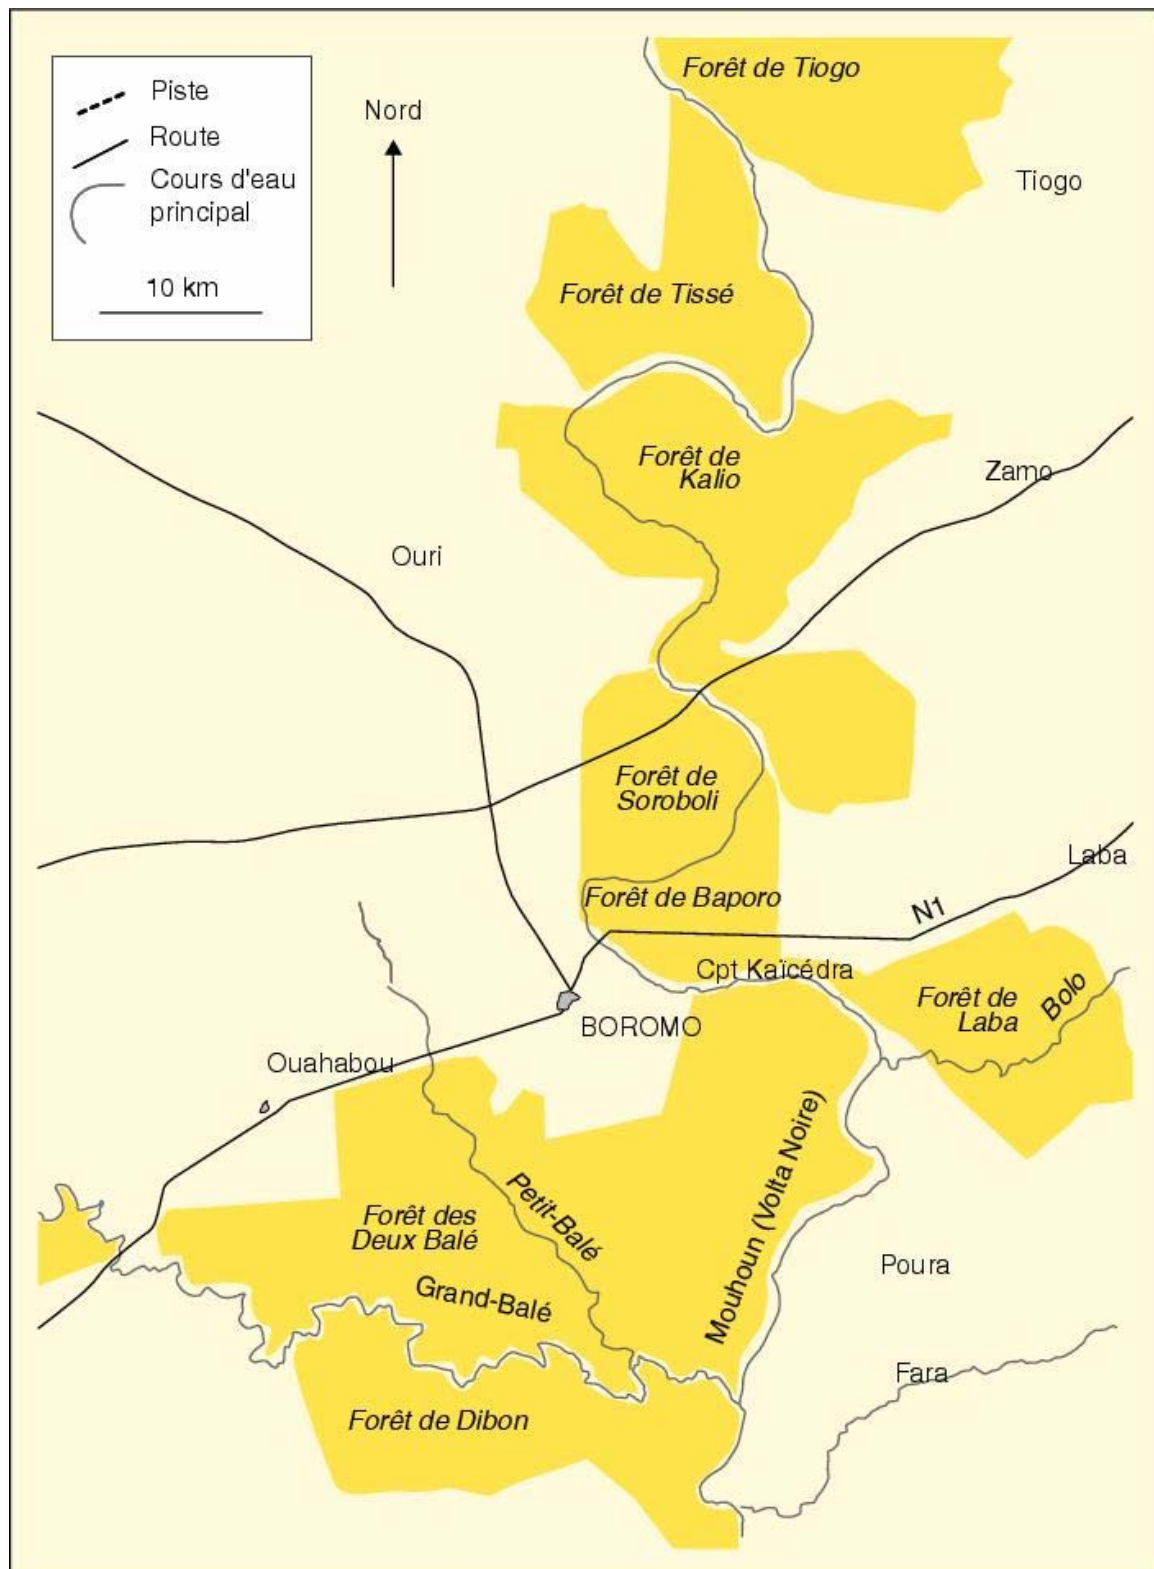 Piste
Route
Cours d'eau
principal
10 km
Nord
Forêt de Tiogo
Tiogo
Forêt de Tissé
Forêt de
Kalio
Zamo
Ouri
Forêt de
Soroboli
Laba
Forêt de Baporo
N1
Cpt Kaïcédra
Forêt de
Laba
Bolo
BOROMO
Ouahabou
Petit-Balé
Mouhoun (Volta Noire)
Forêt des
Deux Balé
Grand-Balé
Poura
Fara
Forêt de Dibon